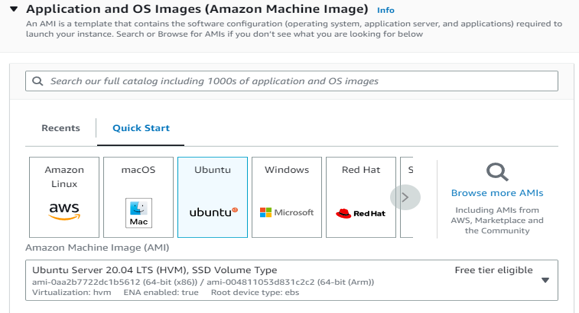 Application and OS Images (Amazon Machine Image) Info
An AMI is a template that contains the software configuration (operating system, application server, and applications) required to
launch your instance. Search or Browse for AMIs if you don't see what you are looking for below
Search our full catalog including 1000s of application and OS images
Recents
Quick Start
Amazon
Linux
aws
macOS
Mac
Ubuntu
ubuntu
Windows
Microsoft
Red Hat
Red Hat
S
Browse more AMIs
Including AMIs from
AWS, Marketplace and
the Community
Amazon Machine Image (AMI)
Ubuntu Server 20.04 LTS (HVM), SSD Volume Type
Free tier eligible
ami-0aa2b7722dc1b5612 (64-bit (x86)) / ami-004811053d831c2c2 (64-bit (Arm))
Virtualization: hvm ENA enabled: true Root device type: ebs